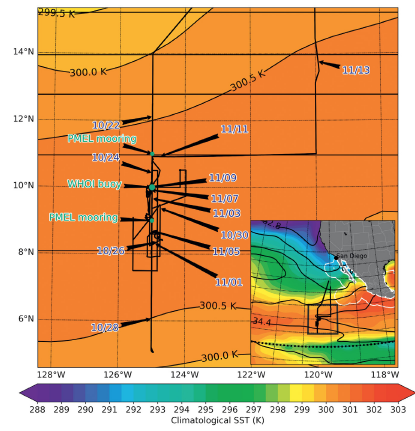 299.5 K
14°N
300.0 K
300.5 K
11/13
12°N
10/22
11/11
PMEL mooring
10/24
10°N
WHOI buoy
11/09
11/07
11/03
PMEL mooring
10/30
8°N
10/26
11/05
11/01
San Diego
34.4
6°N
300.5 K
10/28
300.0 K
128°W 126°W 124°W 122°W 120°W 118°W
288 289 290 291 292 293 294 295 296 297 298 299 300 301 302 303
Climatological SST (K)